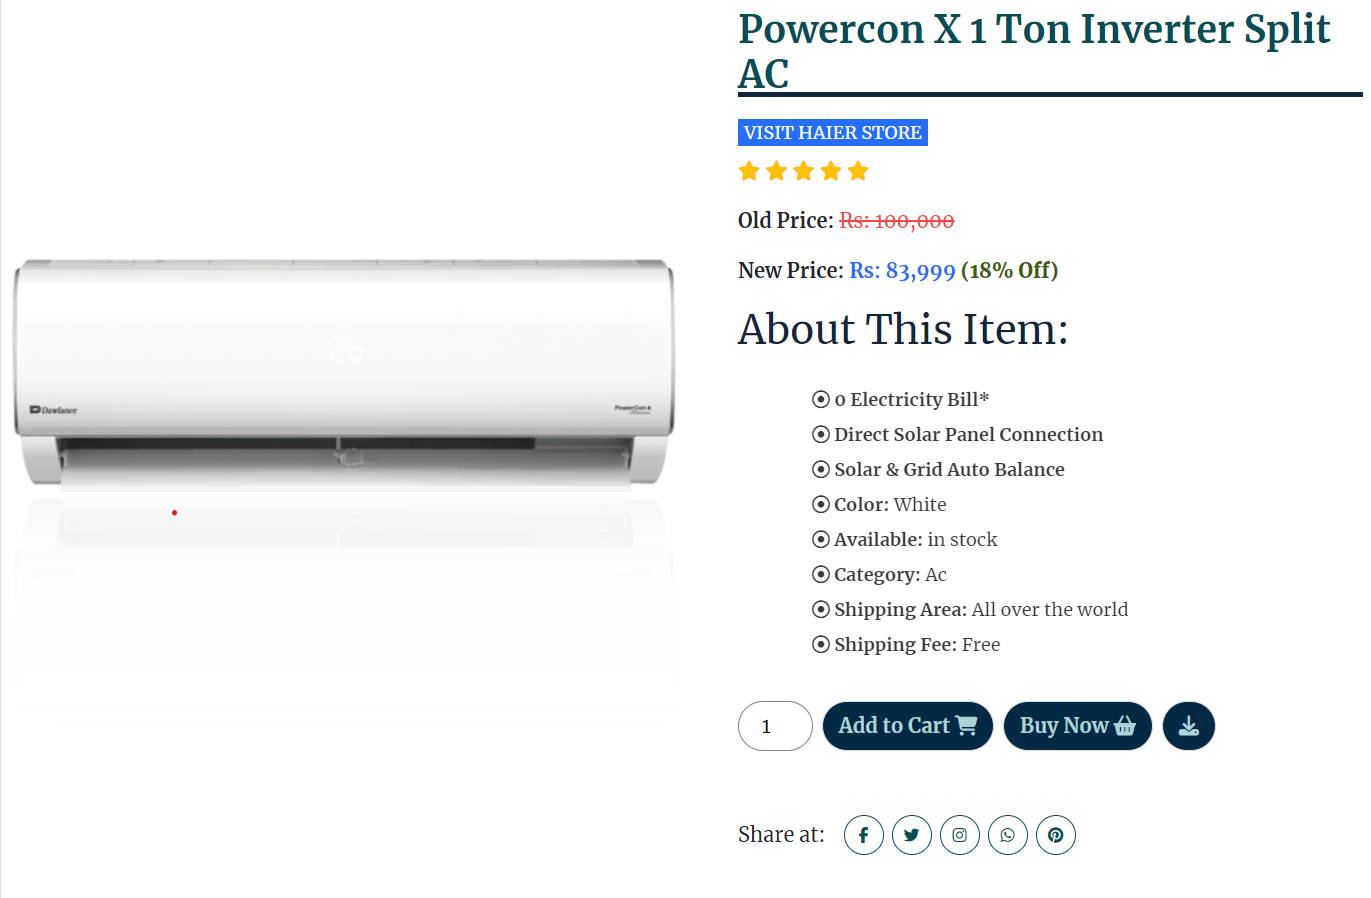 Powercon X 1 Ton Inverter Split
AC
VISIT HAIER STORE
Old Price: Rs: 100,000
New Price: Rs: 83,999 (18% Off)
About This Item:
0 Electricity Bill*
Direct Solar Panel Connection
Solar & Grid Auto Balance
Color: White
Available: in stock
Category: Ac
Shipping Area: All over the world
Shipping Fee: Free
1 Add to Cart Buy Now
Share at:
26
Dawlance
PowerCon X